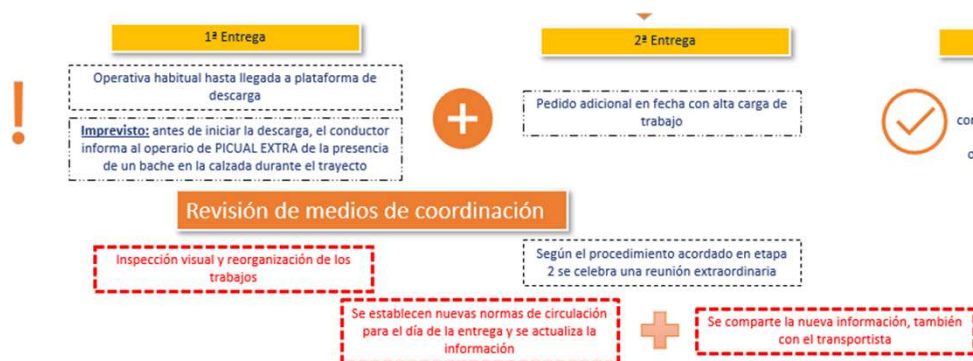 1ª Entrega
Operativa habitual hasta llegada a plataforma de
descarga
Imprevisto: antes de iniciar la descarga, el conductor
informa al operario de PICUAL EXTRA de la presencia
de un bache en la calzada durante el trayecto
2ª Entrega
Pedido adicional en fecha con alta carga de
trabajo
Revisión de medios de coordinación
Inspección visual y reorganización de los
trabajos
Según el procedimiento acordado en etapa
2 se celebra una reunión extraordinaria
Se establecen nuevas normas de circulación
para el día de la entrega y se actualiza la
información
Se comparte la nueva información, también
con el transportista